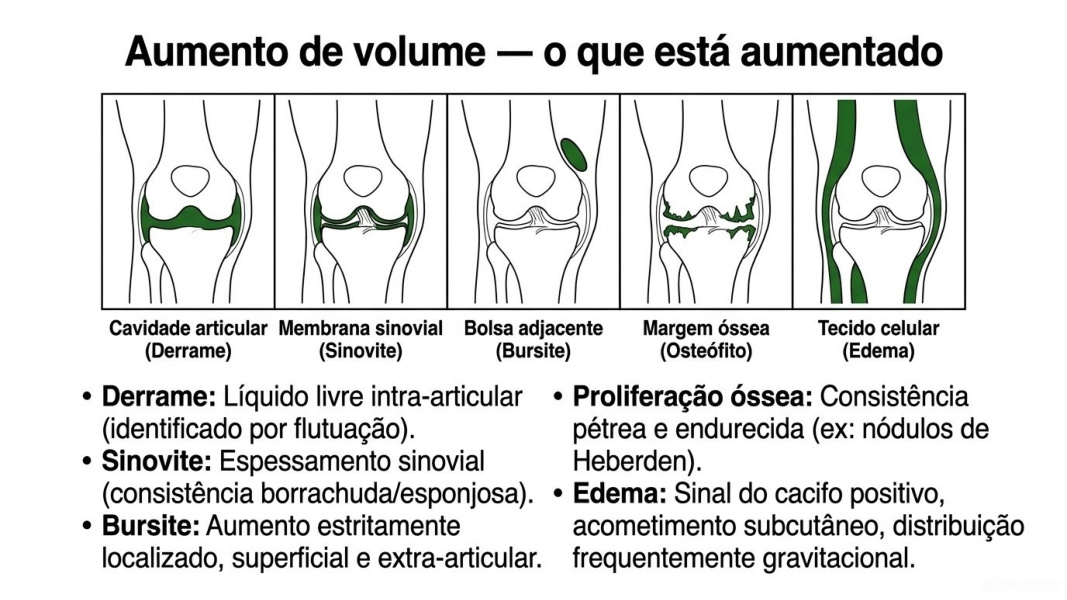 Aumento de volume — o que está aumentado
Cavidade articular
(Derrame)
Membrana sinovial
(Sinovite)
Bolsa adjacente
(Bursite)
Margem óssea
(Osteófito)
Tecido celular
(Edema)
• Derrame: Líquido livre intra-articular
(identificado por flutuação).
• Sinovite: Espessamento sinovial
(consistência borrachuda/esponjosa).
• Bursite: Aumento estritamente
localizado, superficial e extra-articular.
• Proliferação óssea: Consistência
pétrea e endurecida (ex: nódulos de
Heberden).
• Edema: Sinal do cacifo positivo,
acometimento subcutâneo, distribuição
frequentemente gravitacional.